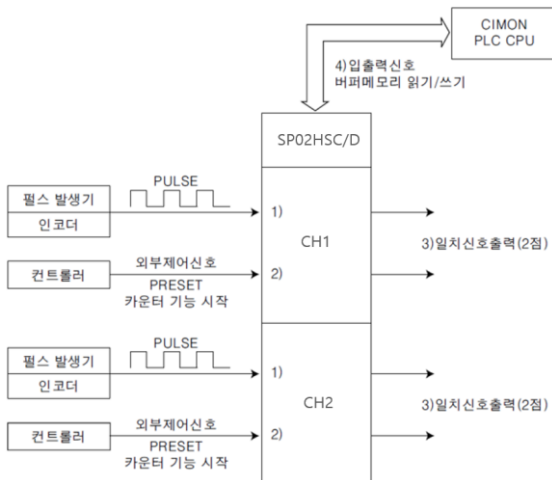 CIMON
PLC CPU
4)입출력신호
버퍼메모리 읽기/쓰기
SP02HSC/D
PULSE
펄스 발생기
인코더
1)
CH1
3)일치신호출력(2점)
컨트롤러
외부제어신호
2)
PRESET
카운터 기능 시작
PULSE
펄스 발생기
인코더
1)
CH2
3)일치신호출력(2점)
컨트롤러
외부제어신호
2)
PRESET
카운터 기능 시작